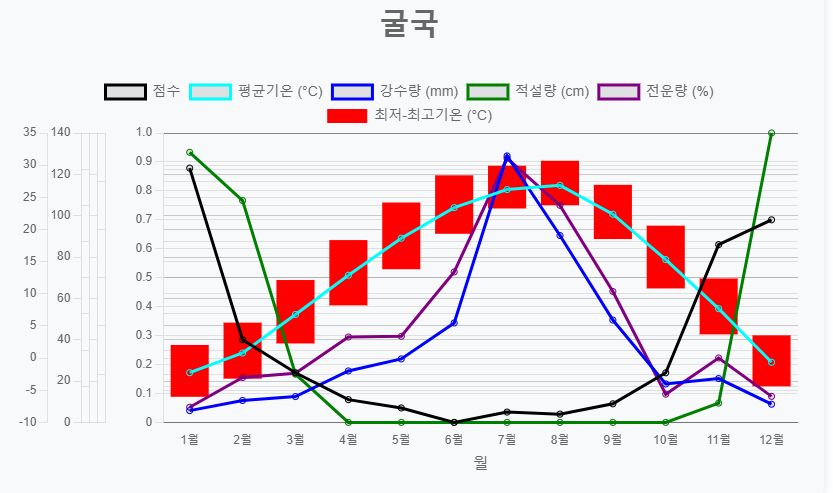 굴국
점수 평균기온 (°C) 강수량 (mm) 적설량 (cm) 전운량 (%)
최저-최고기온 (°C)
35 140 1.0
30 120 0.9
25 0.8
20 100 0.7
15 80 0.6
10 60 0.5
5 0.4
0 40 0.3
-5 20 0.2
0.1
-10 0 0
1월 2월 3월 4월 5월 6월 7월 8월 9월 10월 11월 12월
월